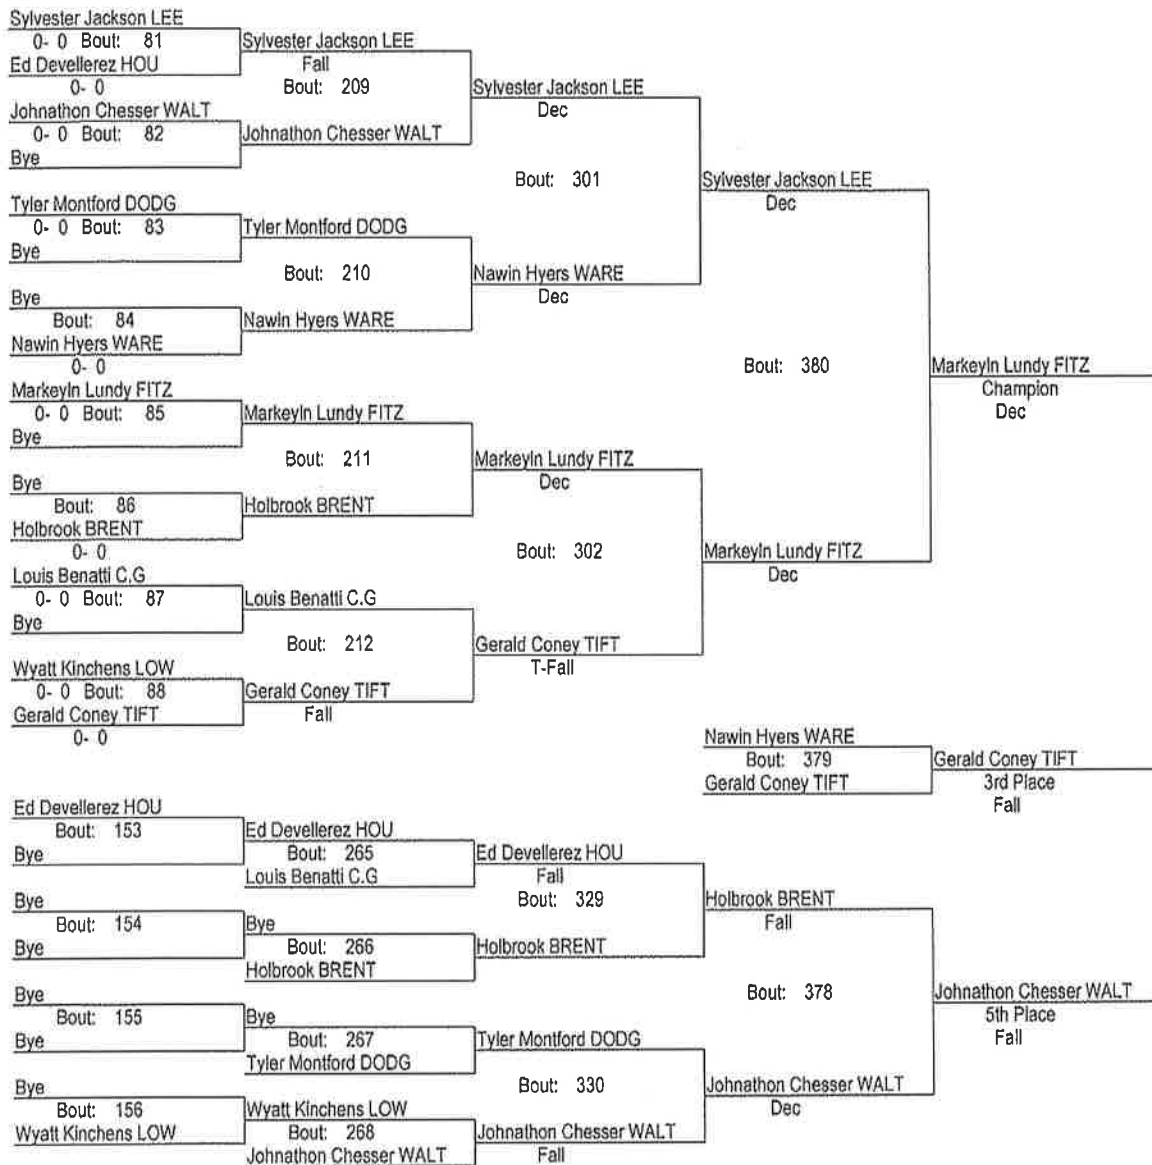 Sylvester Jackson LEE
0- 0 Bout: 81
Ed Devellerez HOU
0- 0
Johnathon Chesser WALT
0- 0 Bout: 82
Bye
Tyler Montford DODG
0- 0 Bout: 83
Bye
Bye
Bout: 84
Nawin Hyers WARE
0- 0
Markeyln Lundy FITZ
0- 0 Bout: 85
Bye
Bye
Bout: 86
Holbrook BRENT
0- 0
Louis Benatti C.G
0- 0 Bout: 87
Bye
Wyatt Kinchens LOW
0- 0 Bout: 88
Gerald Coney TIFT
0- 0
Sylvester Jackson LEE
Fall
Bout: 209
Johnathon Chesser WALT
Tyler Montford DODG
Bout: 210
Nawin Hyers WARE
Markeyln Lundy FITZ
Bout: 211
Holbrook BRENT
Louis Benatti C.G
Bout: 212
Gerald Coney TIFT
Fall
Sylvester Jackson LEE
Dec
Bout: 301
Nawin Hyers WARE
Dec
Markeyln Lundy FITZ
Dec
Bout: 302
Gerald Coney TIFT
T-Fall
Sylvester Jackson LEE
Dec
Bout: 380
Markeyln Lundy FITZ
Dec
Markeyln Lundy FITZ
Champion
Dec
Nawin Hyers WARE
Bout: 379
Gerald Coney TIFT
Gerald Coney TIFT
3rd Place
Fall
Ed Devellerez HOU
Bout: 153
Bye
Bye
Bout: 154
Bye
Bye
Bout: 155
Bye
Bye
Bout: 156
Wyatt Kinchens LOW
Ed Devellerez HOU
Bout: 265
Louis Benatti C.G
Bye
Bout: 266
Holbrook BRENT
Bye
Bout: 267
Tyler Montford DODG
Wyatt Kinchens LOW
Bout: 268
Johnathon Chesser WALT
Ed Devellerez HOU
Fall
Bout: 329
Holbrook BRENT
Tyler Montford DODG
Bout: 330
Johnathon Chesser WALT
Fall
Holbrook BRENT
Fall
Bout: 378
Johnathon Chesser WALT
Dec
Johnathon Chesser WALT
5th Place
Fall